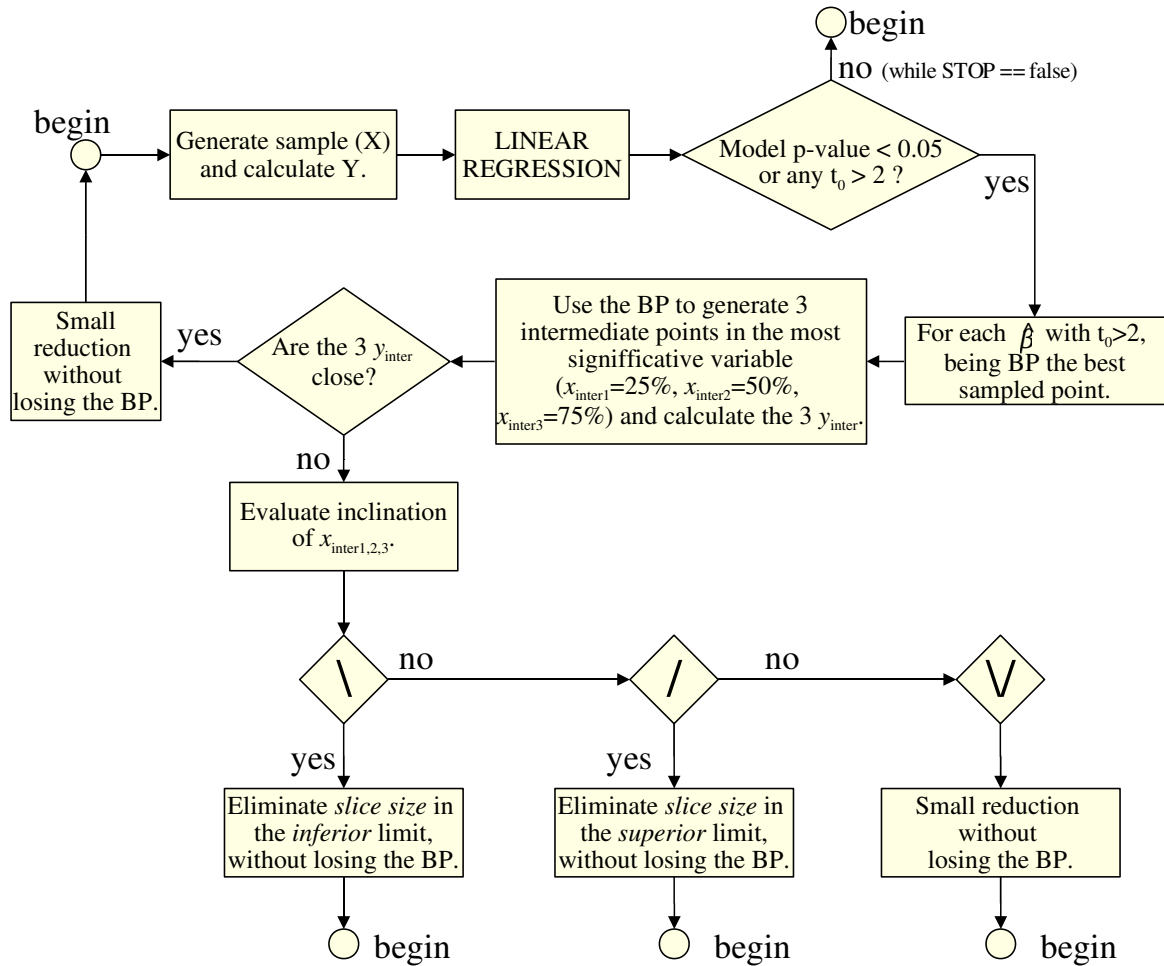 begin
no (while STOP == false)
begin
Generate sample (X)
and calculate Y.
LINEAR
REGRESSION
Model p-value < 0.05
or any t0 > 2 ?
yes
For each β̂ with t0>2,
being BP the best
sampled point.
Use the BP to generate 3
intermediate points in the most
signifficative variable
(xinter1=25%, xinter2=50%,
xinter3=75%) and calculate the 3 yinter.
Are the 3 yinter
close?
yes
Small
reduction
without
losing the BP.
no
Evaluate inclination
of xinter1,2,3.
\
no
/
no
\/
yes
yes
Eliminate slice size in
the inferior limit,
without losing the BP.
Eliminate slice size in
the superior limit,
without losing the BP.
Small reduction
without
losing the BP.
begin
begin
begin